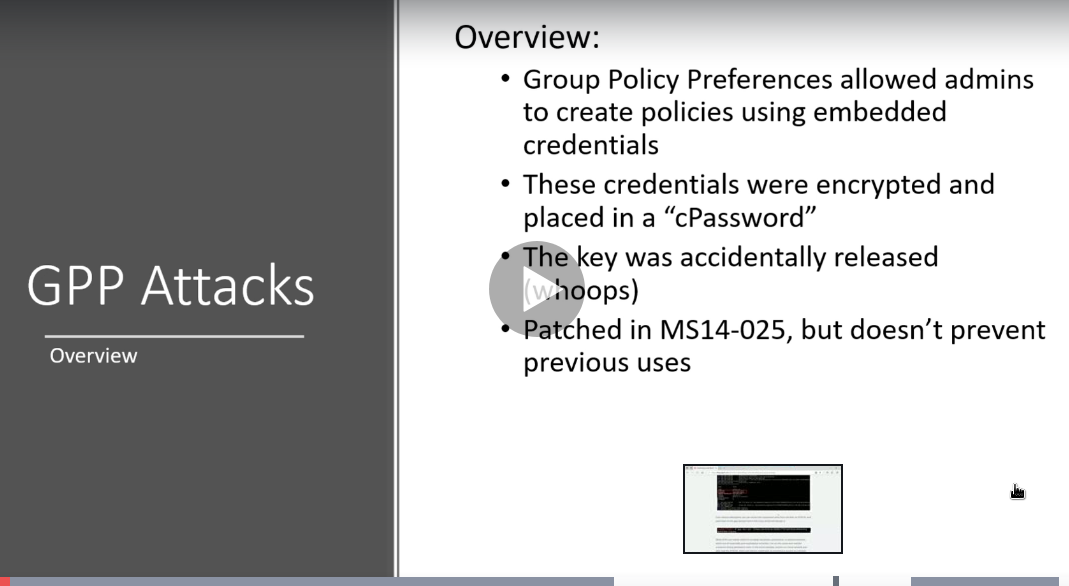 Overview:
• Group Policy Preferences allowed admins
to create policies using embedded
credentials
• These credentials were encrypted and
placed in a “cPassword”
• The key was accidentally released
(whoops)
• Patched in MS14-025, but doesn’t prevent
previous uses
GPP Attacks
Overview